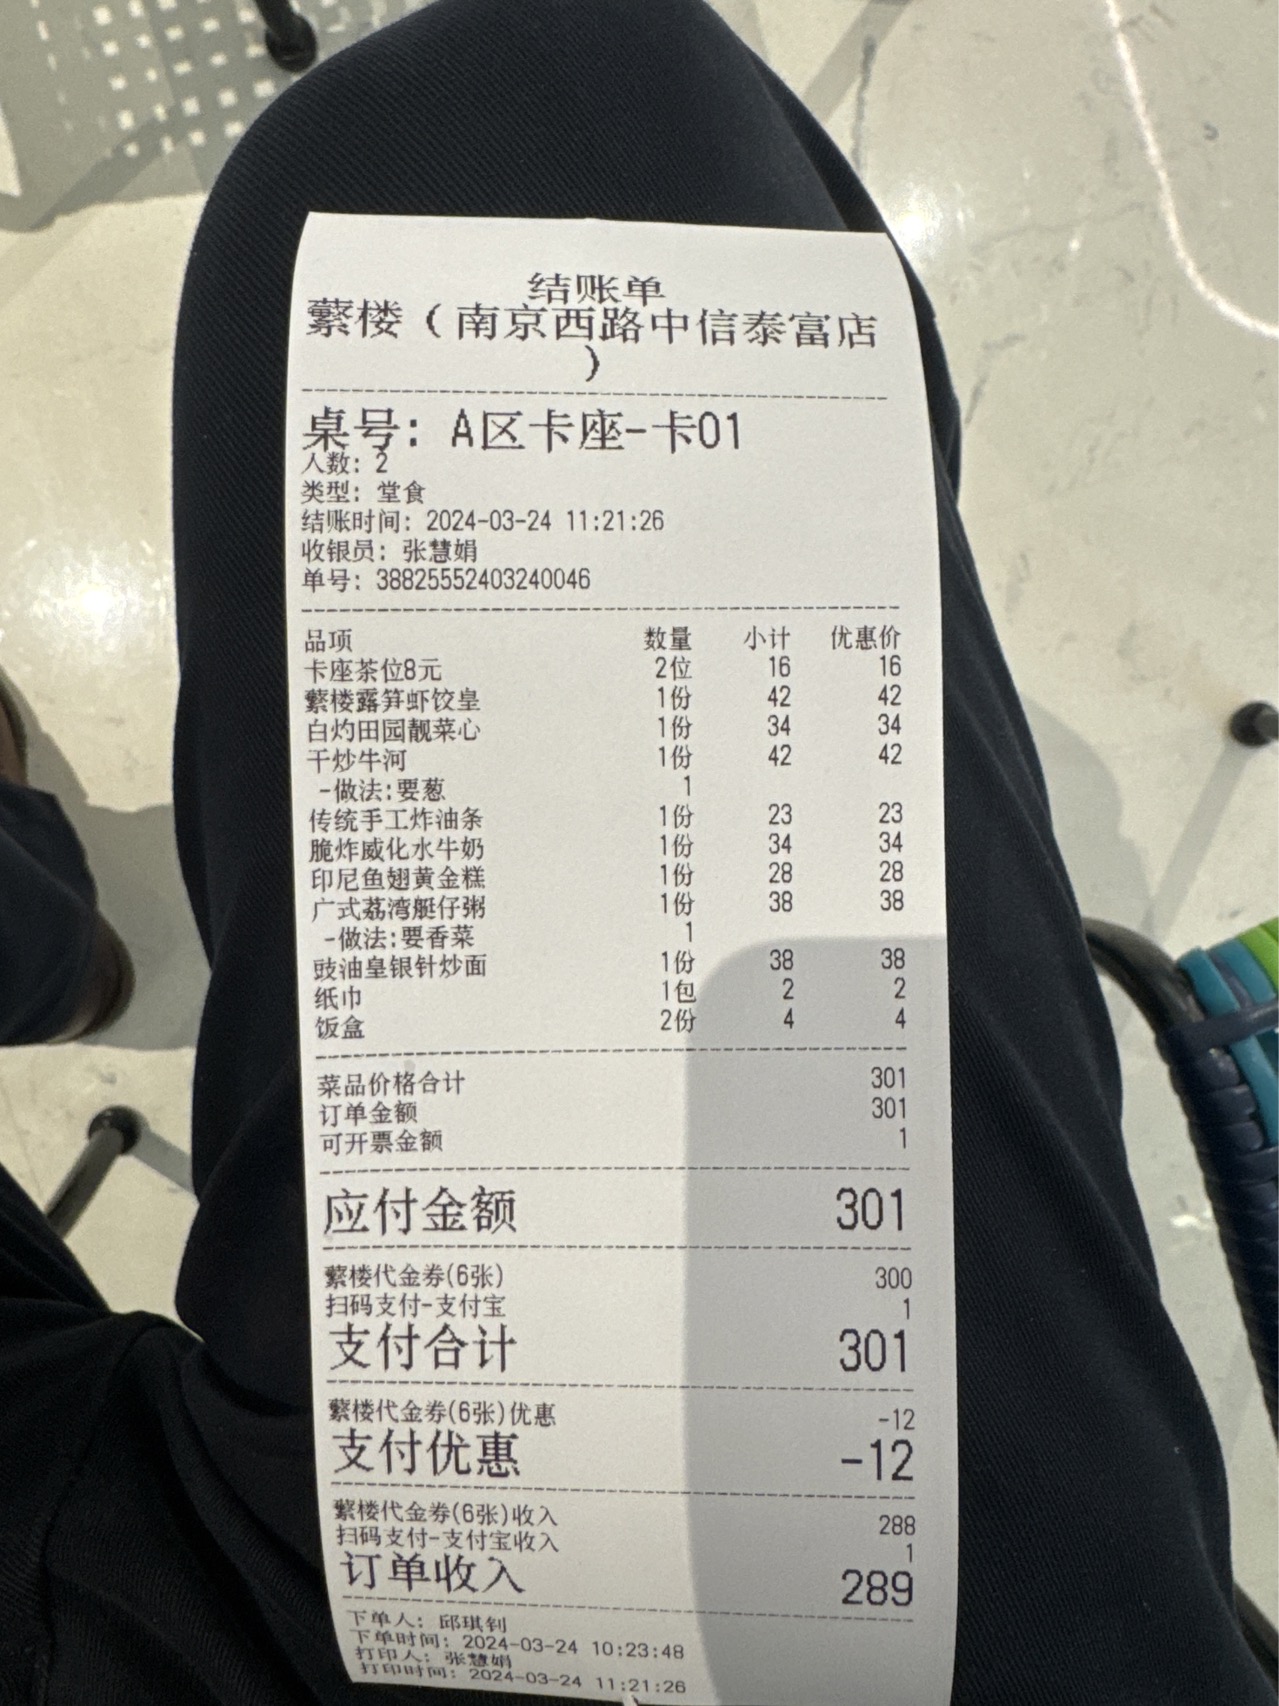 结账单
蘩楼（南京西路中信泰富店
）
桌号: A区卡座-卡01
人数: 2
类型: 堂食
结账时间: 2024-03-24 11:21:26
收银员: 张慧娟
单号: 38825552403240046
品项 数量 小计 优惠价
卡座茶位8元 2位 16 16
蘩楼露笋虾饺皇 1份 42 42
白灼田园靓菜心 1份 34 34
干炒牛河 1份 42 42
-做法:要葱 1
传统手工炸油条 1份 23 23
脆炸威化水牛奶 1份 34 34
印尼鱼翅黄金糕 1份 28 28
广式荔湾艇仔粥 1份 38 38
-做法:要香菜 1
豉油皇银针炒面 1份 38 38
纸巾 1包 2 2
饭盒 2份 4 4
菜品价格合计 301
订单金额 301
可开票金额 1
应付金额 301
蘩楼代金券(6张) 300
扫码支付-支付宝 1
支付合计 301
蘩楼代金券(6张)优惠 -12
支付优惠 -12
蘩楼代金券(6张)收入 288
扫码支付-支付宝收入 1
订单收入 289
下单人: 邱琪钊
下单时间: 2024-03-24 10:23:48
打印人: 张慧娟
打印时间: 2024-03-24 11:21:26